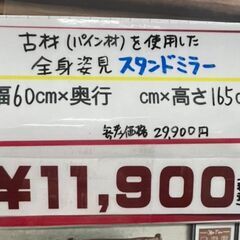 古材(パイン材)を使用した
全身姿見 スタンドミラー
幅60cm×奥行 cm×高さ165c
参考価格 29,900円
¥11,900